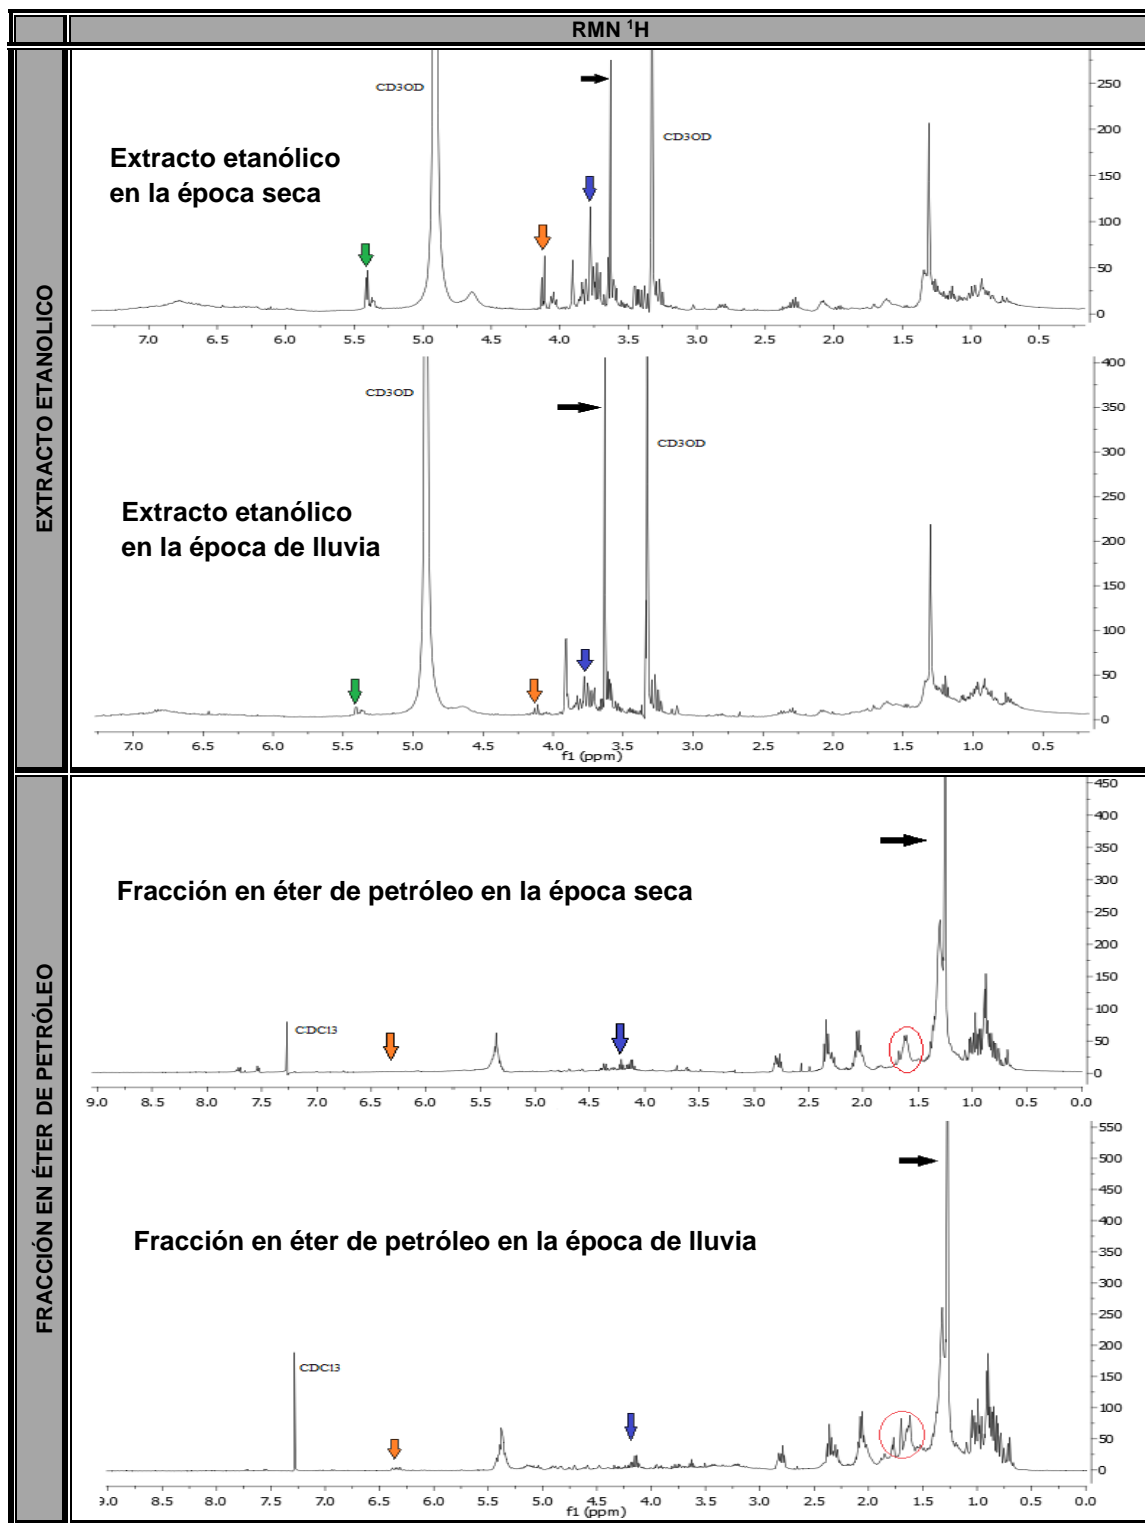 RMN ¹H
EXTRACTO ETANOLICO
CD3OD
CD3OD
Extracto etanólico
en la época seca
250
200
150
100
50
0
7.0 6.5 6.0 5.5 5.0 4.5 4.0 3.5 3.0 2.5 2.0 1.5 1.0 0.5
CD3OD
CD3OD
Extracto etanólico
en la época de lluvia
400
350
300
250
200
150
100
50
0
7.0 6.5 6.0 5.5 5.0 4.5 4.0 3.5 3.0 2.5 2.0 1.5 1.0 0.5
f1 (ppm)
FRACCIÓN EN ÉTER DE PETRÓLEO
Fracción en éter de petróleo en la época seca
CDCl3
450
400
350
300
250
200
150
100
50
0
9.0 8.5 8.0 7.5 7.0 6.5 6.0 5.5 5.0 4.5 4.0 3.5 3.0 2.5 2.0 1.5 1.0 0.5 0.0
Fracción en éter de petróleo en la época de lluvia
CDCl3
550
500
450
400
350
300
250
200
150
100
50
0
9.0 8.5 8.0 7.5 7.0 6.5 6.0 5.5 5.0 4.5 4.0 3.5 3.0 2.5 2.0 1.5 1.0 0.5 0.0
f1 (ppm)